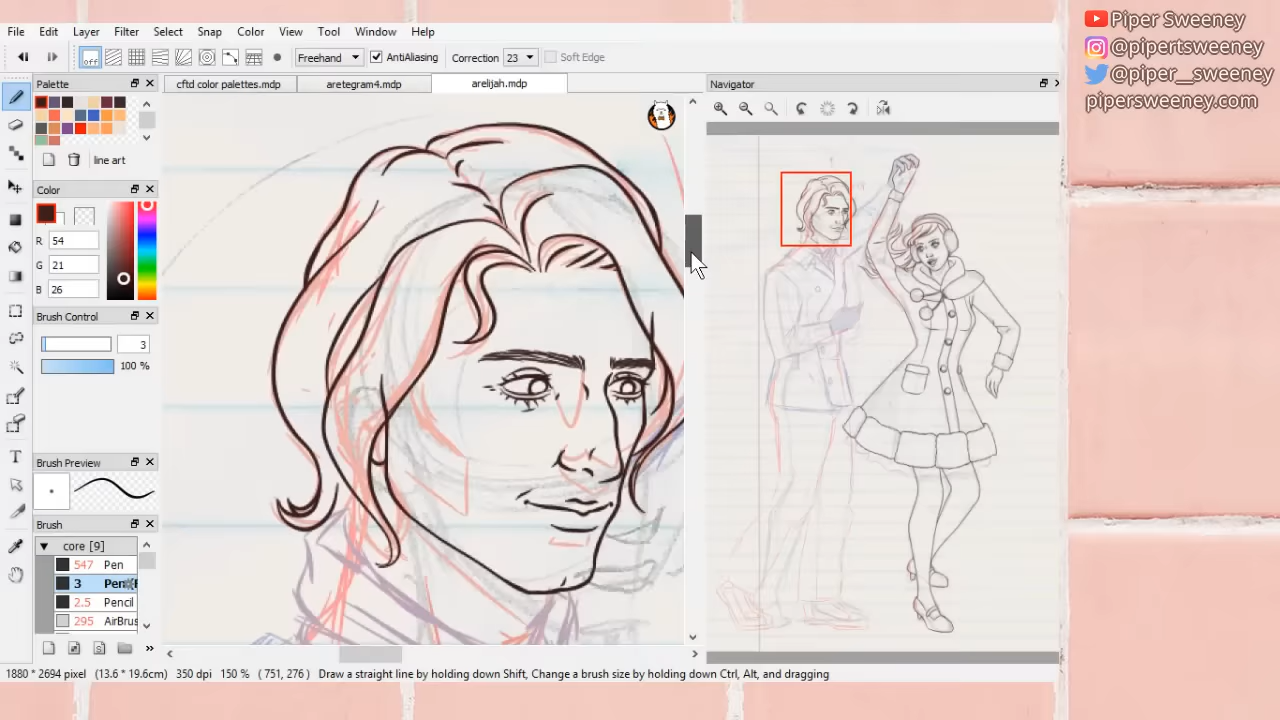 Piper Sweeney
@pipertsweeney
@piper__sweeney
pipersweeney.com
File Edit Layer Filter Select Snap Color View Tool Window Help
off Freehand AntiAliasing Correction 23 Soft Edge
Palette
cftd color palettes.mdp aretegram4.mdp arelijah.mdp
Navigator
line art
Color
R 54
G 21
B 26
Brush Control
3
100 %
Brush Preview
Brush
core [9]
547 Pen
3 Pen
2.5 Pencil
295 AirBrus
1880 * 2694 pixel (13.6 * 19.6cm) 350 dpi 150 % ( 751, 276 ) Draw a straight line by holding down Shift, Change a brush size by holding down Ctrl, Alt, and dragging